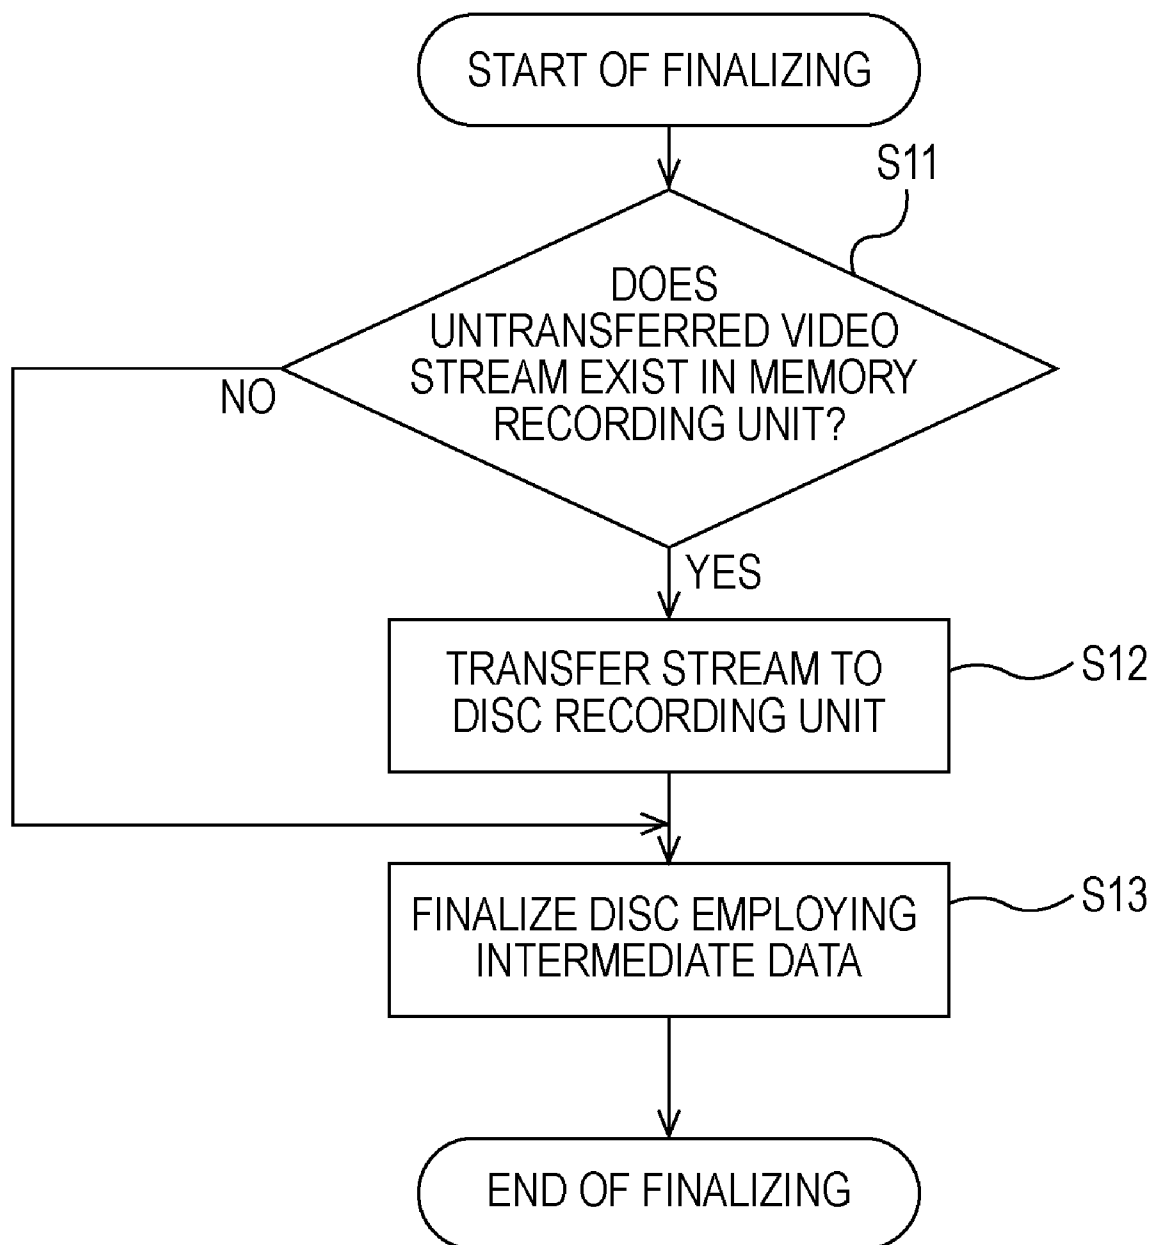 START OF FINALIZING
S11
DOES
UNTRANSFERRED VIDEO
STREAM EXIST IN MEMORY
RECORDING UNIT?
NO
YES
TRANSFER STREAM TO
DISC RECORDING UNIT
S12
FINALIZE DISC EMPLOYING
INTERMEDIATE DATA
S13
END OF FINALIZING